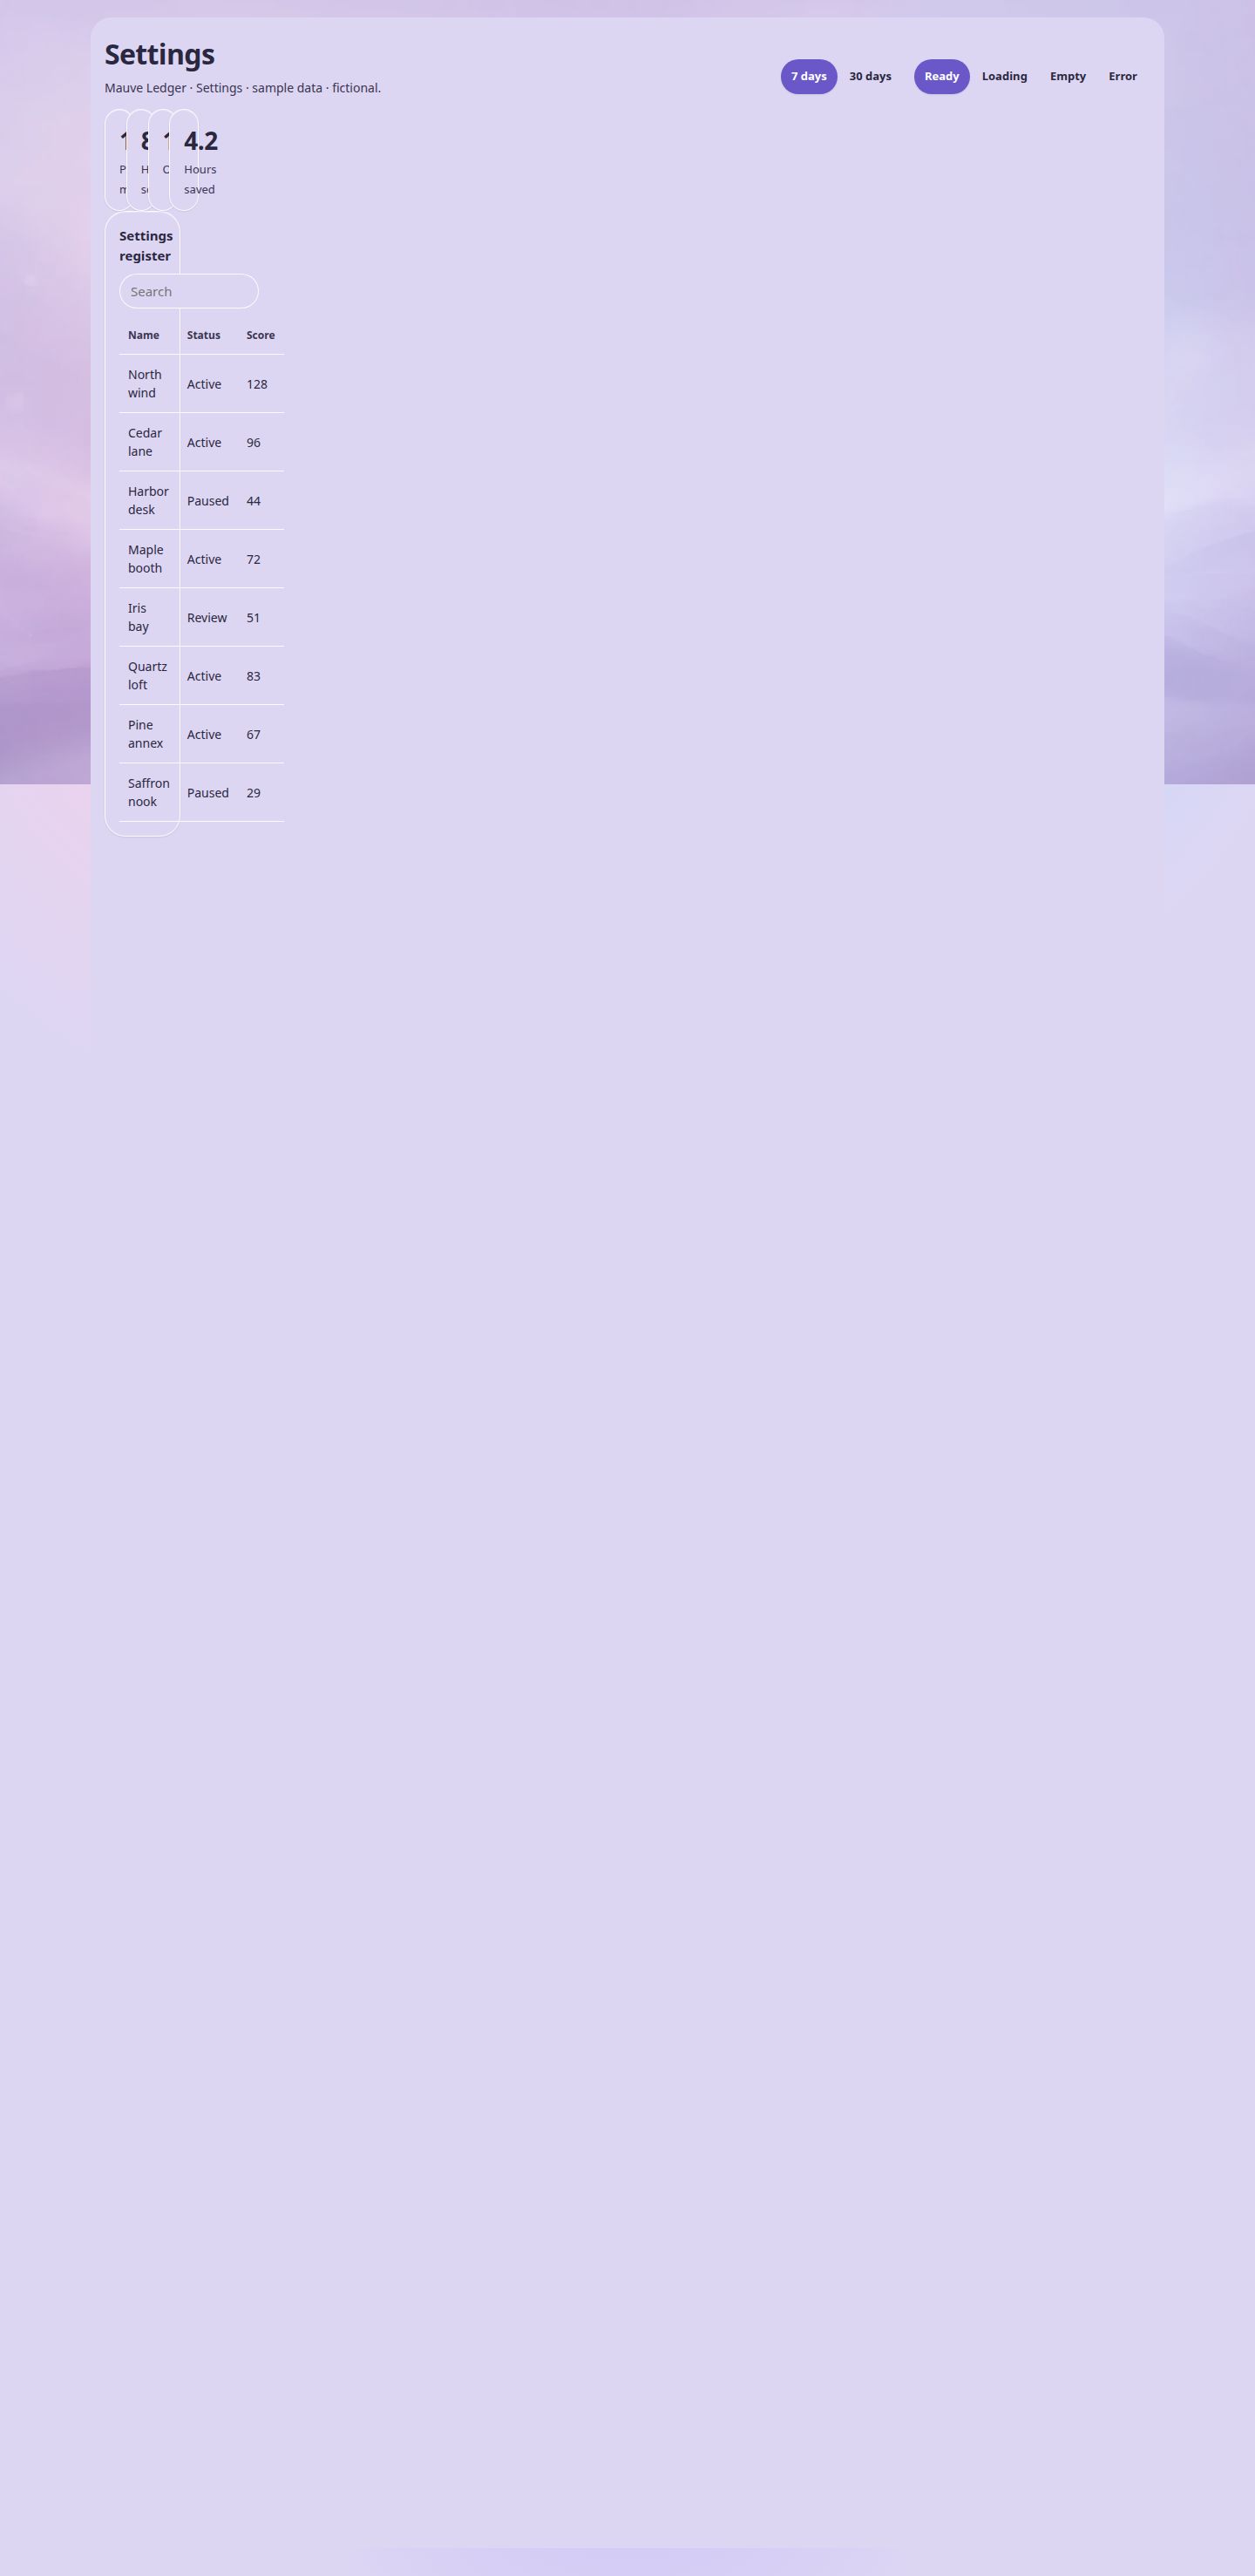 Settings
Mauve Ledger · Settings · sample data · fictional.
7 days 30 days Ready Loading Empty Error
4.2
Hours
saved
Settings
register
Search
Name Status Score
North
wind
Active 128
Cedar
lane
Active 96
Harbor
desk
Paused 44
Maple
booth
Active 72
Iris
bay
Review 51
Quartz
loft
Active 83
Pine
annex
Active 67
Saffron
nook
Paused 29